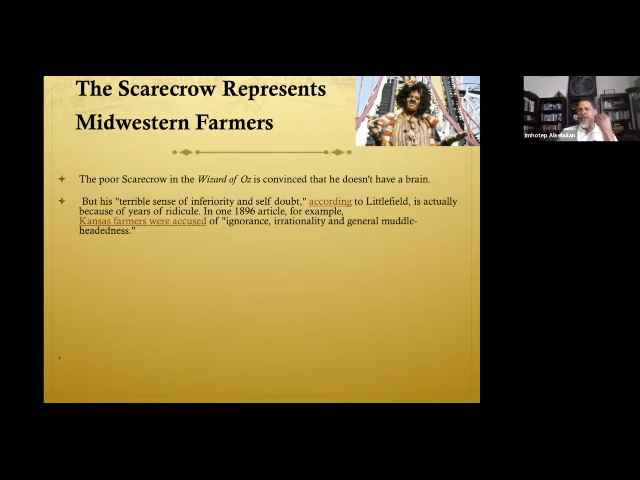 The Scarecrow Represents
Midwestern Farmers
The poor Scarecrow in the Wizard of Oz is convinced that he doesn't have a brain.
But his "terrible sense of inferiority and self doubt," according to Littlefield, is actually
because of years of ridicule. In one 1896 article, for example,
Kansas farmers were accused of "ignorance, irrationality and general muddle-
headedness."
Imhotep Alkebulan